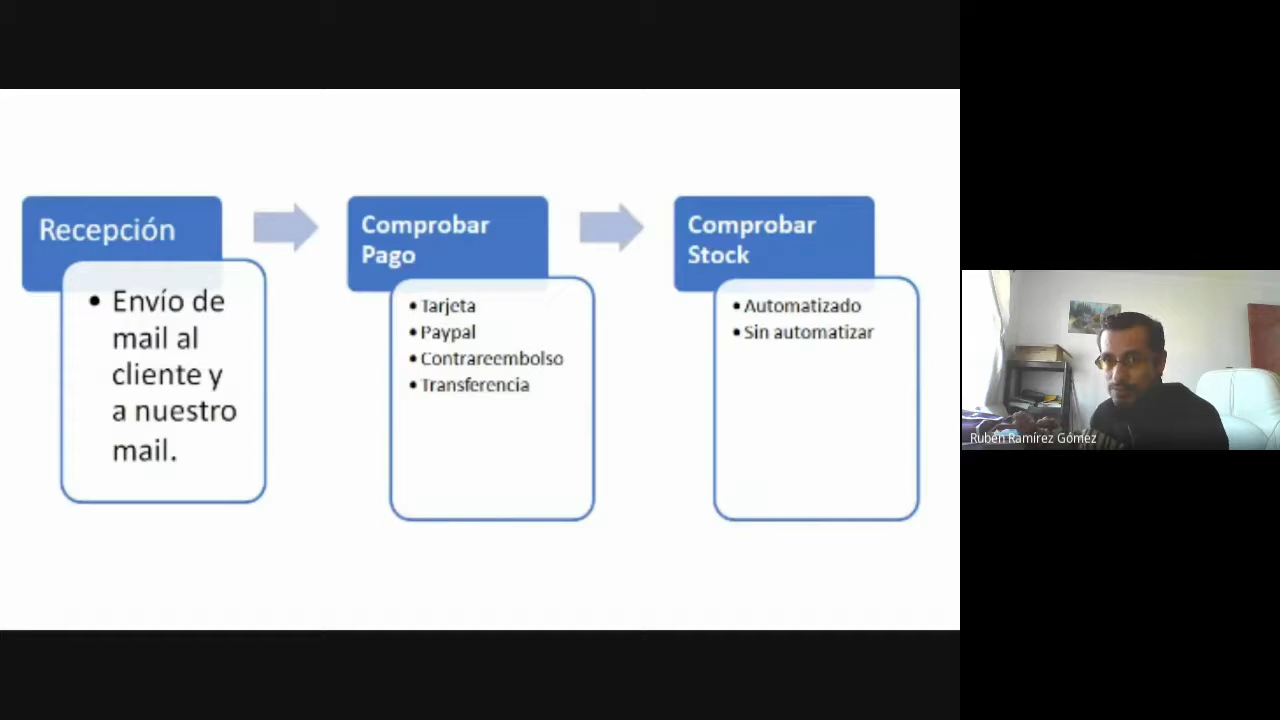 Recepción
• Envío de
mail al
cliente y
a nuestro
mail.
Comprobar
Pago
• Tarjeta
• Paypal
• Contrareembolso
• Transferencia
Comprobar
Stock
• Automatizado
• Sin automatizar
Rubén Ramírez Gómez